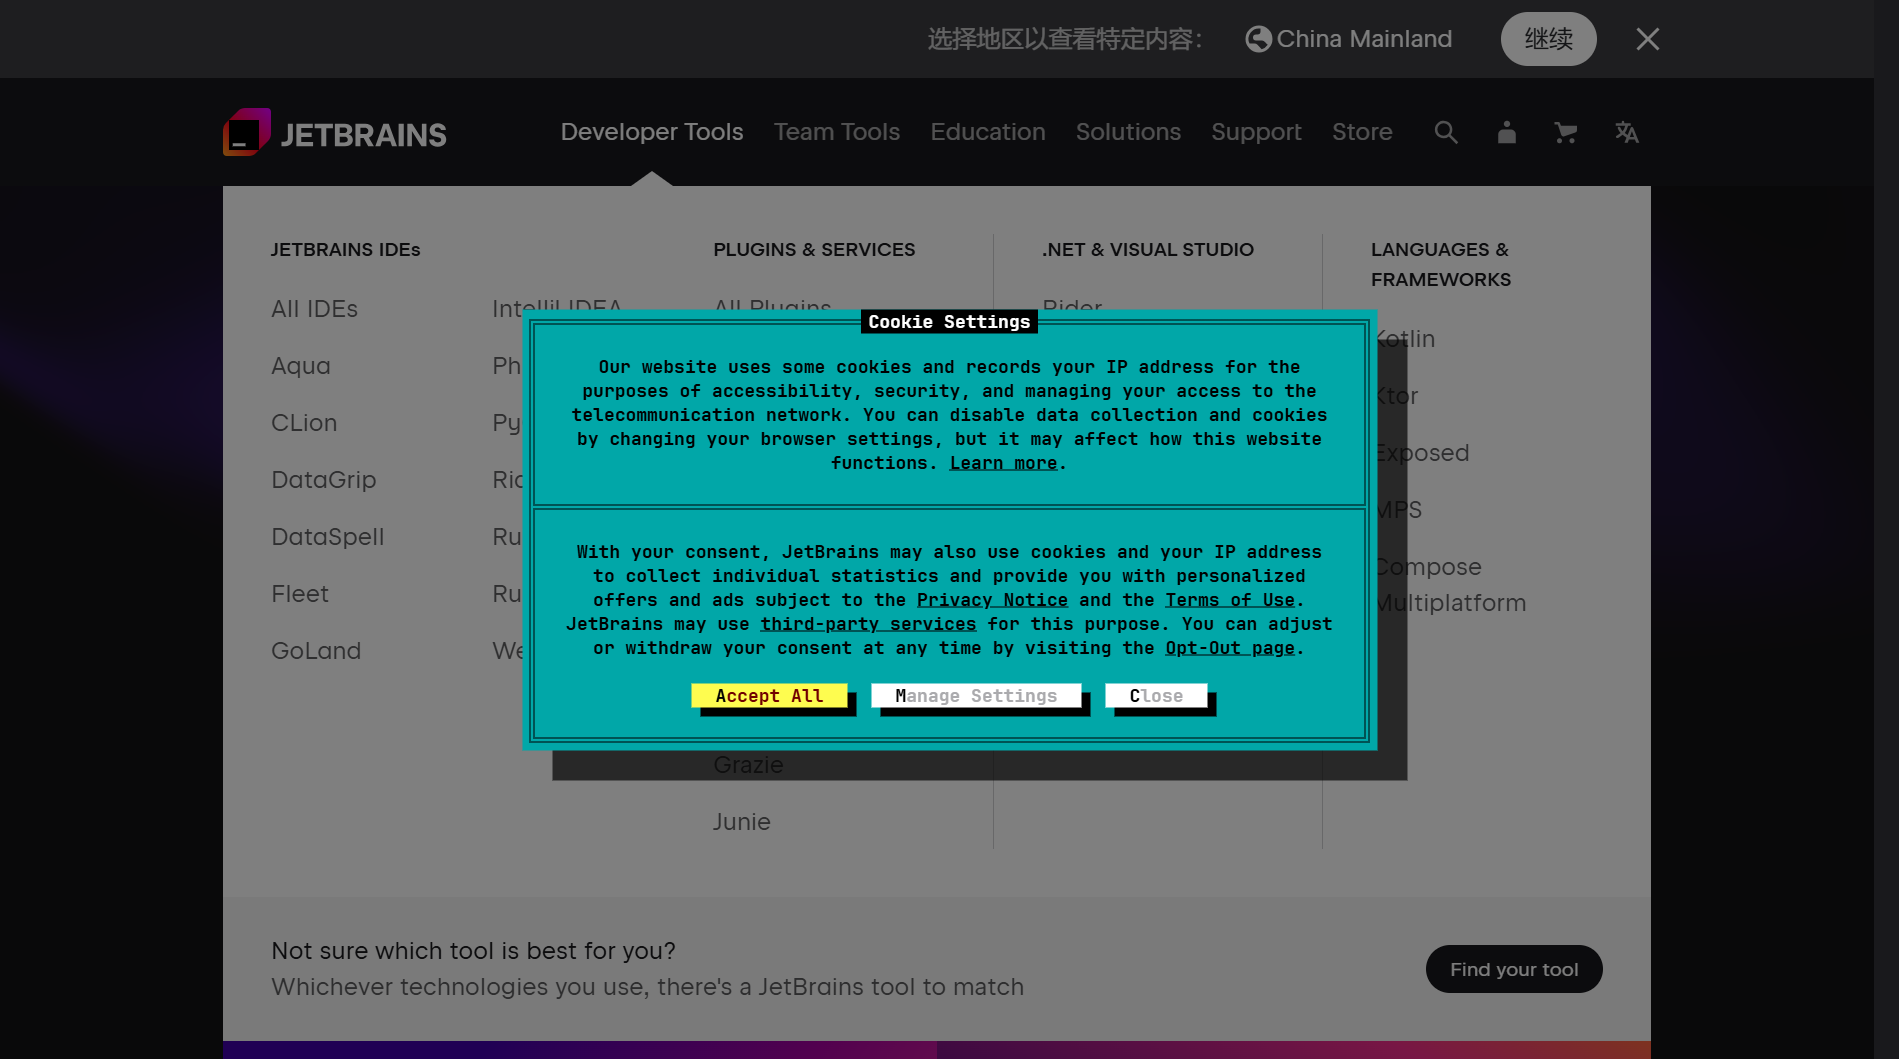 选择地区以查看特定内容：
China Mainland
继续
JETBRAINS
Developer Tools
Team Tools
Education
Solutions
Support
Store
JETBRAINS IDEs
All IDEs
Aqua
CLion
DataGrip
DataSpell
Fleet
GoLand
IntelliJ IDEA
PLUGINS & SERVICES
All Plugins
Grazie
Junie
.NET & VISUAL STUDIO
Rider
LANGUAGES &
FRAMEWORKS
Kotlin
Ktor
Exposed
MPS
Compose
Multiplatform
Cookie Settings
Our website uses some cookies and records your IP address for the
purposes of accessibility, security, and managing your access to the
telecommunication network. You can disable data collection and cookies
by changing your browser settings, but it may affect how this website
functions. Learn more.
With your consent, JetBrains may also use cookies and your IP address
to collect individual statistics and provide you with personalized
offers and ads subject to the Privacy Notice and the Terms of Use.
JetBrains may use third-party services for this purpose. You can adjust
or withdraw your consent at any time by visiting the Opt-Out page.
Accept All
Manage Settings
Close
Not sure which tool is best for you?
Whichever technologies you use, there's a JetBrains tool to match
Find your tool